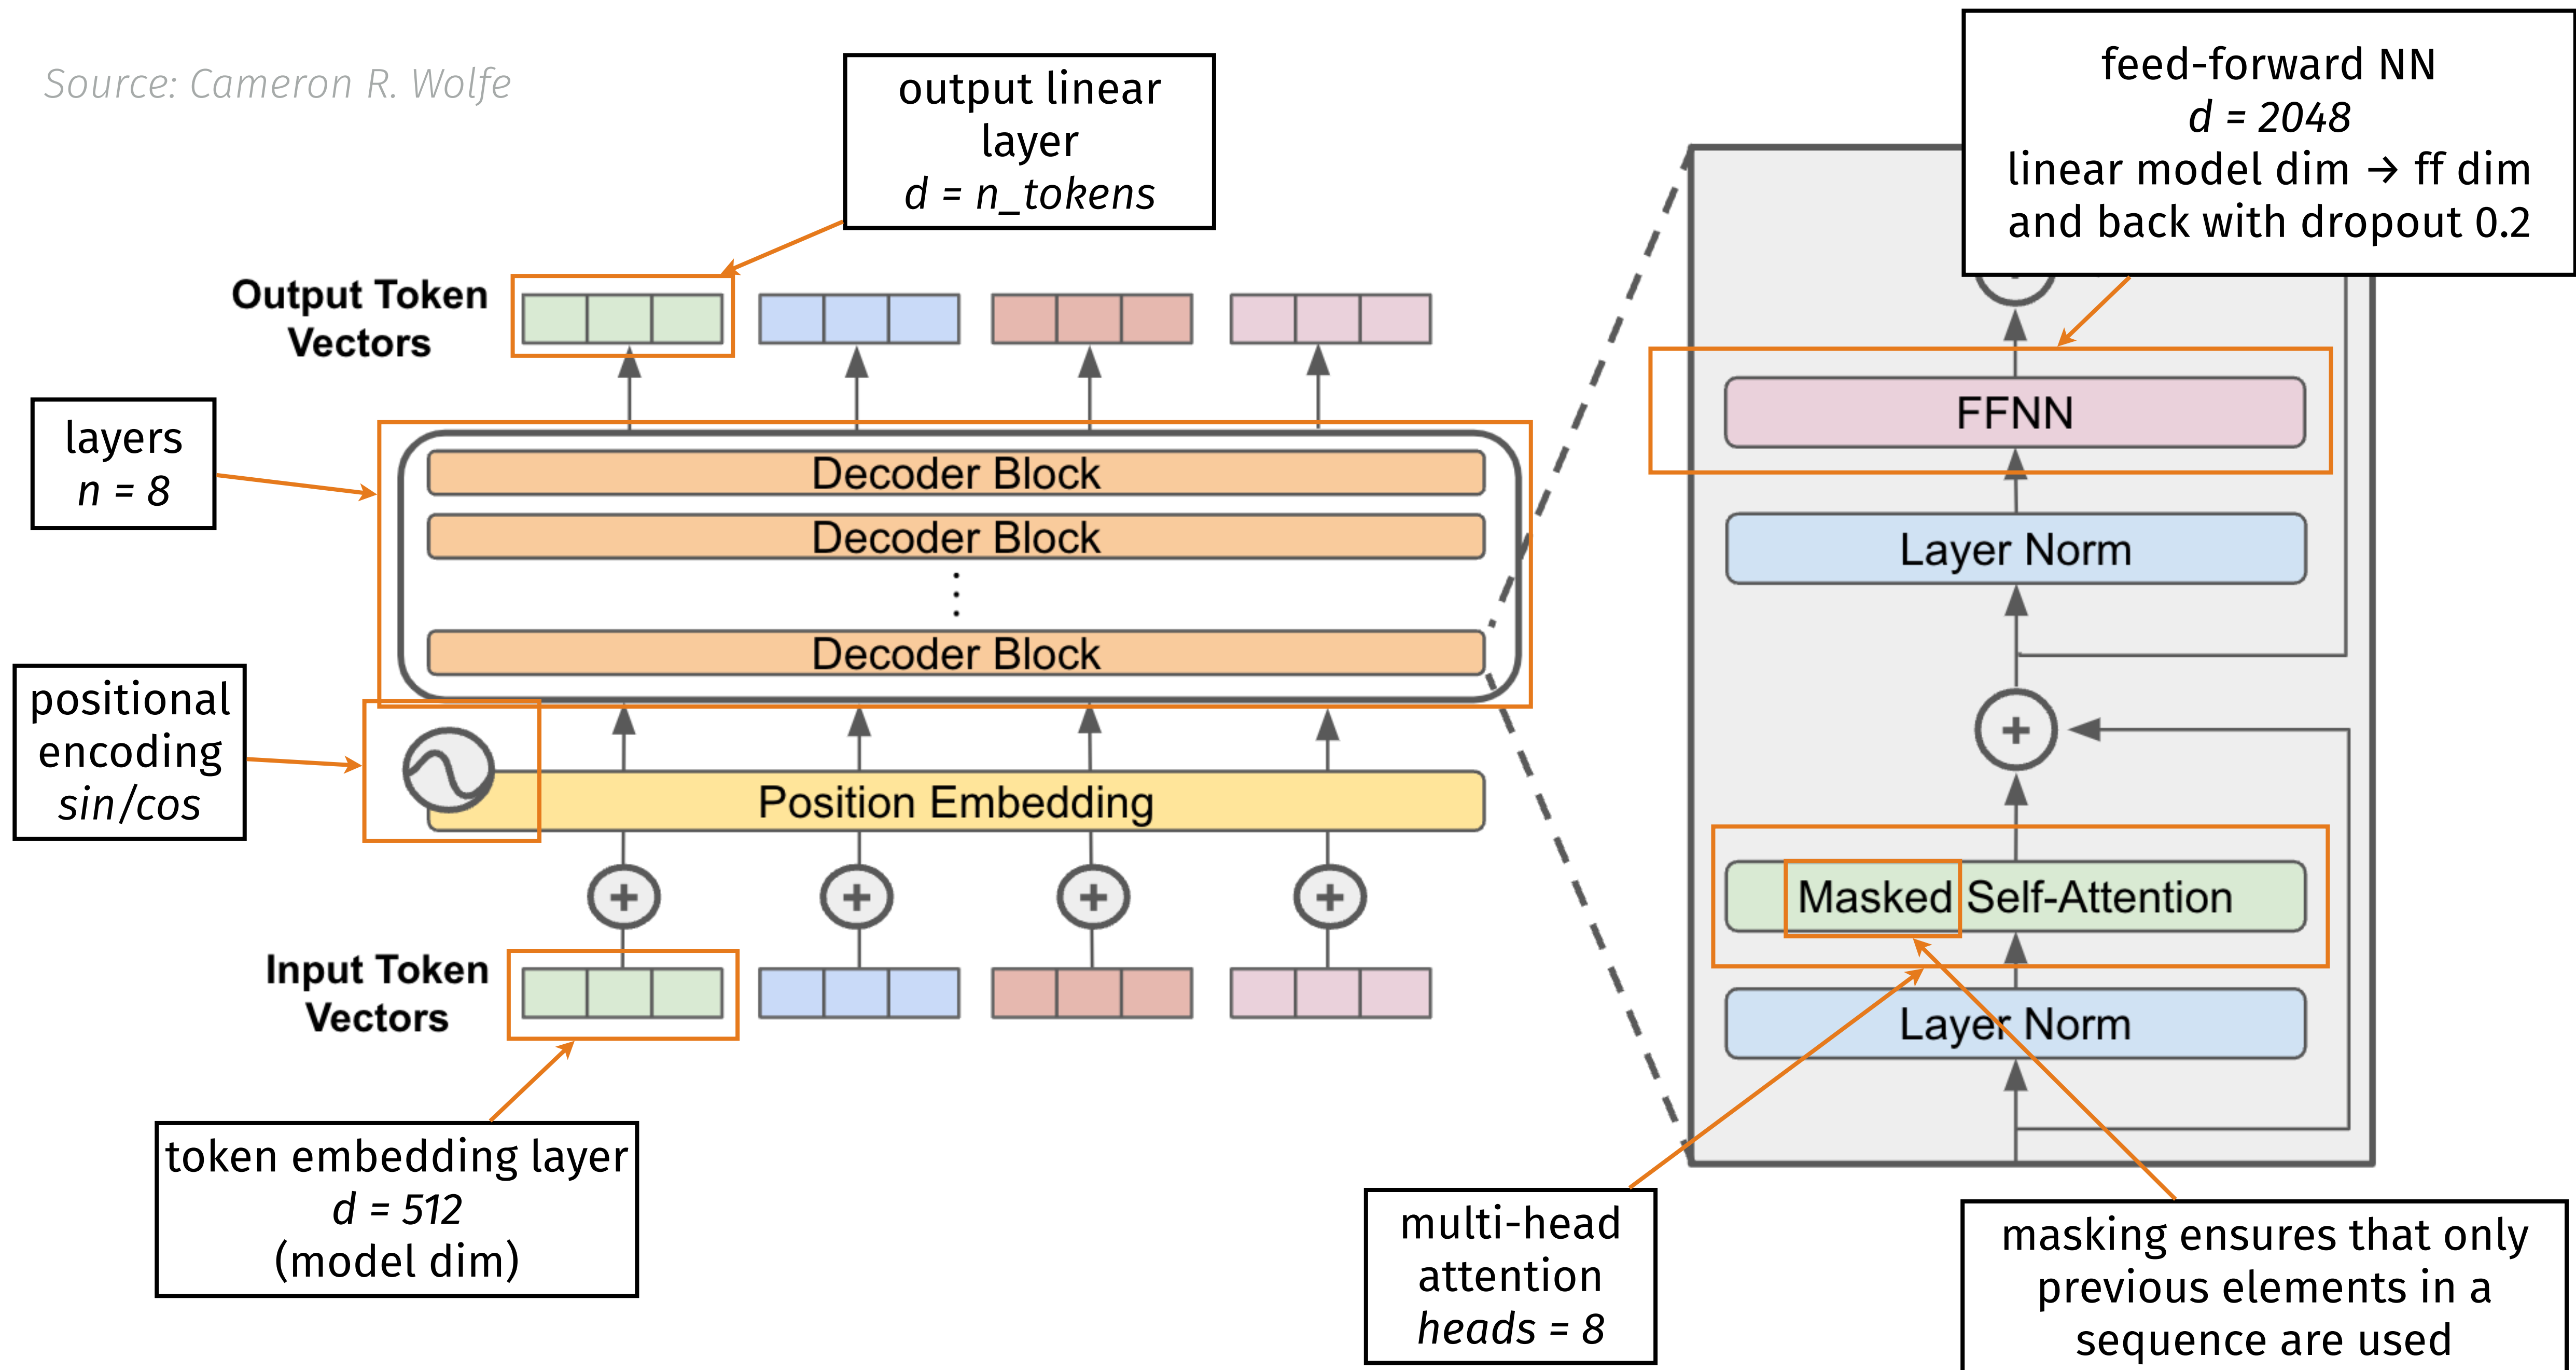 Source: Cameron R. Wolfe
output linear
layer
d = n_tokens
feed-forward NN
d = 2048
linear model dim → ff dim
and back with dropout 0.2
Output Token
Vectors
layers
n = 8
Decoder Block
Decoder Block
Decoder Block
positional
encoding
sin/cos
Position Embedding
Input Token
Vectors
token embedding layer
d = 512
(model dim)
FFNN
Layer Norm
Masked Self-Attention
Layer Norm
multi-head
attention
heads = 8
masking ensures that only
previous elements in a
sequence are used